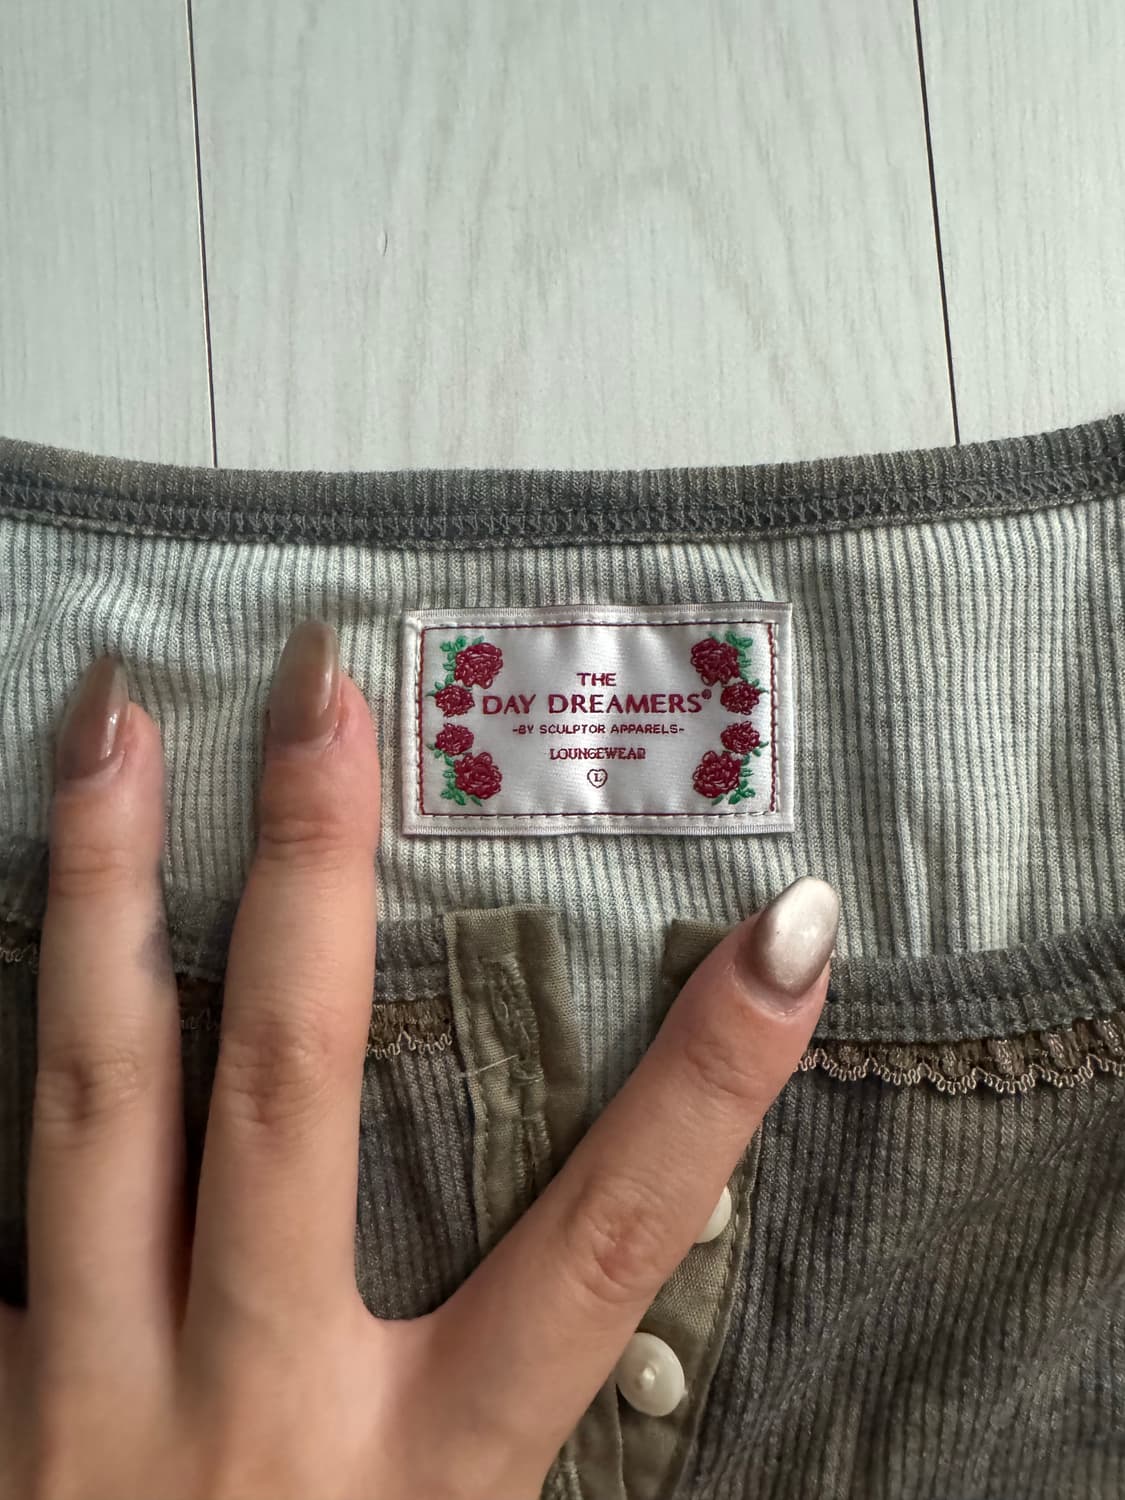 THE
DAY DREAMERS®
-BY SCULPTOR APPARELS-
LOUNGEWEAR
L